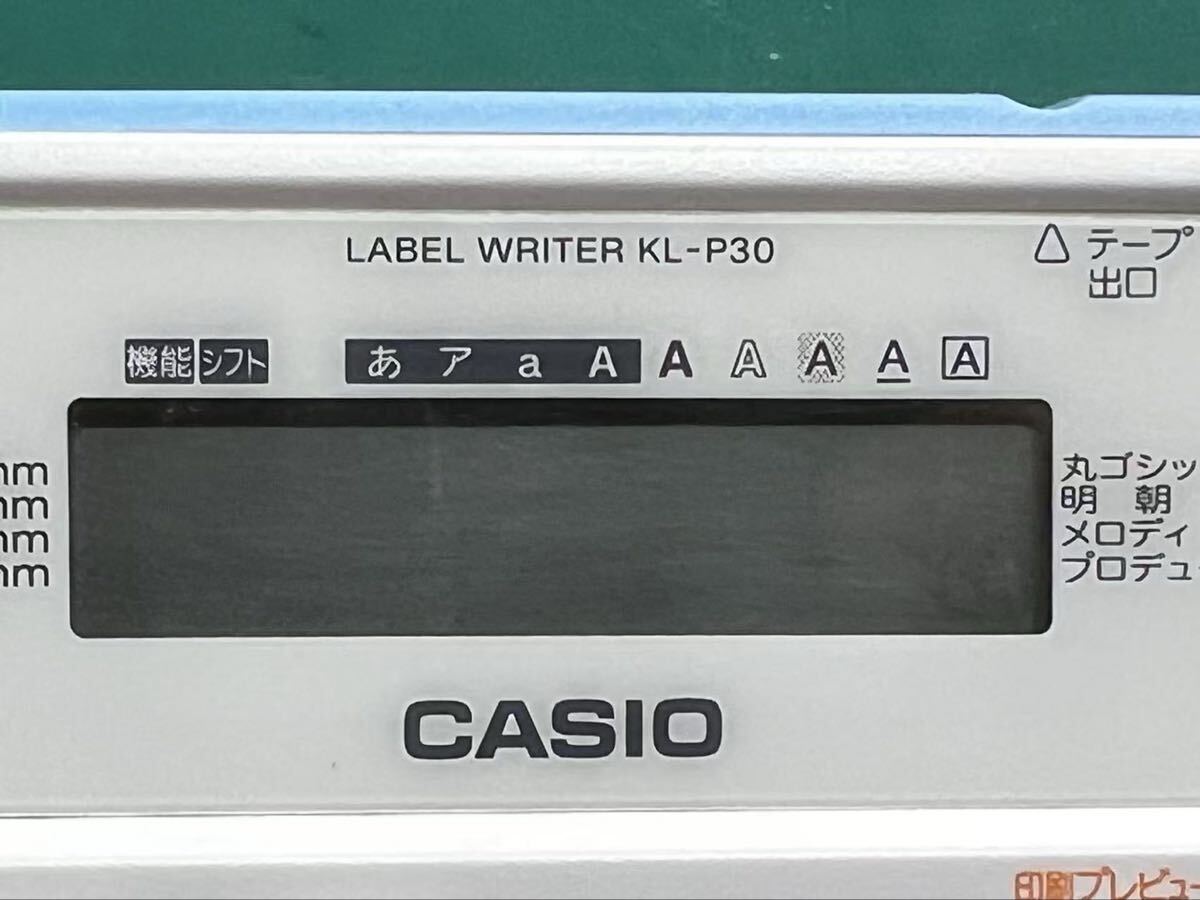 LABEL WRITER KL-P30
△ テープ
出口
機能 シフト あ ア a A A A A A A
mm
mm
mm
mm
丸ゴシッ
明 朝
メロディ
プロデュ
CASIO
印刷プレビュー